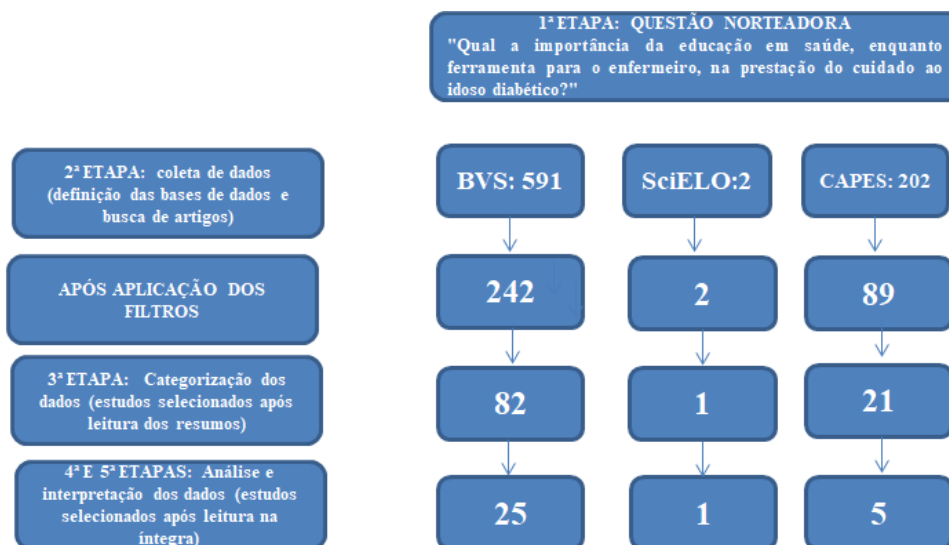 1ª ETAPA: QUESTÃO NORTEADORA
"Qual a importância da educação em saúde, enquanto
ferramenta para o enfermeiro, na prestação do cuidado ao
idoso diabético?"
2ª ETAPA: coleta de dados
(definição das bases de dados e
busca de artigos)
BVS: 591
SciELO:2
CAPES: 202
APÓS APLICAÇÃO DOS
FILTROS
242
2
89
3ª ETAPA: Categorização dos
dados (estudos selecionados após
leitura dos resumos)
82
1
21
4ª E 5ª ETAPAS: Análise e
interpretação dos dados (estudos
selecionados após leitura na
íntegra)
25
1
5